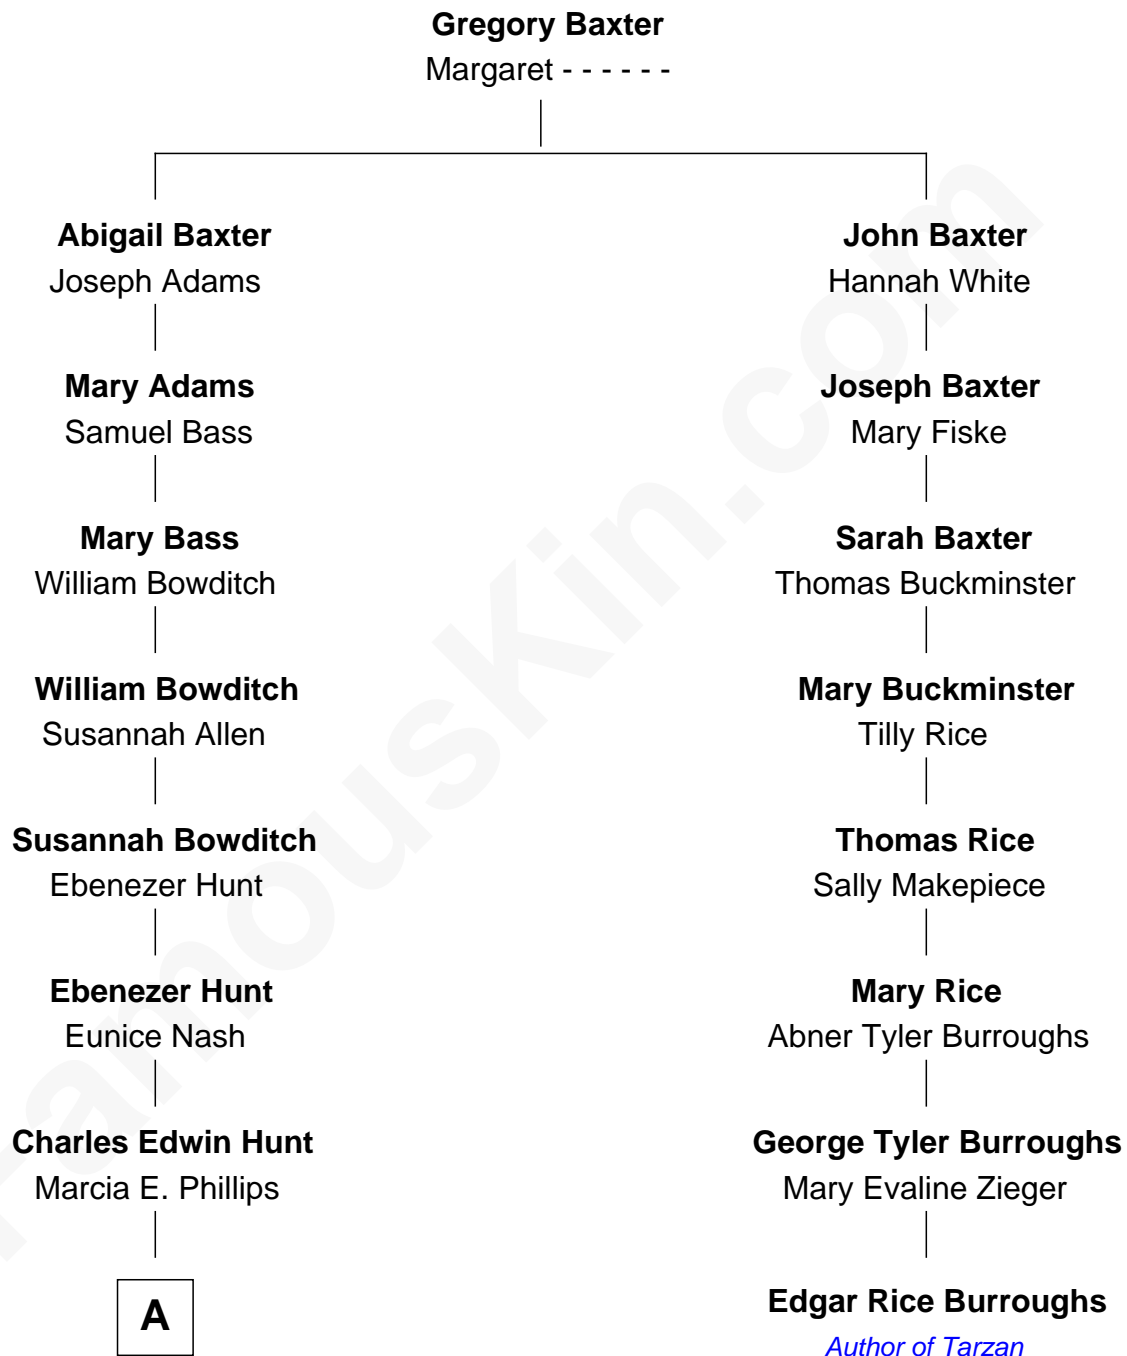 Gregory Baxter
Margaret - - - - - -
Abigail Baxter
Joseph Adams
John Baxter
Hannah White
Mary Adams
Samuel Bass
Joseph Baxter
Mary Fiske
Mary Bass
William Bowditch
Sarah Baxter
Thomas Buckminster
William Bowditch
Susannah Allen
Mary Buckminster
Tilly Rice
Susannah Bowditch
Ebenezer Hunt
Thomas Rice
Sally Makepiece
Ebenezer Hunt
Eunice Nash
Mary Rice
Abner Tyler Burroughs
Charles Edwin Hunt
Marcia E. Phillips
George Tyler Burroughs
Mary Evaline Zieger
A
Edgar Rice Burroughs
Author of Tarzan
FamousKin.com